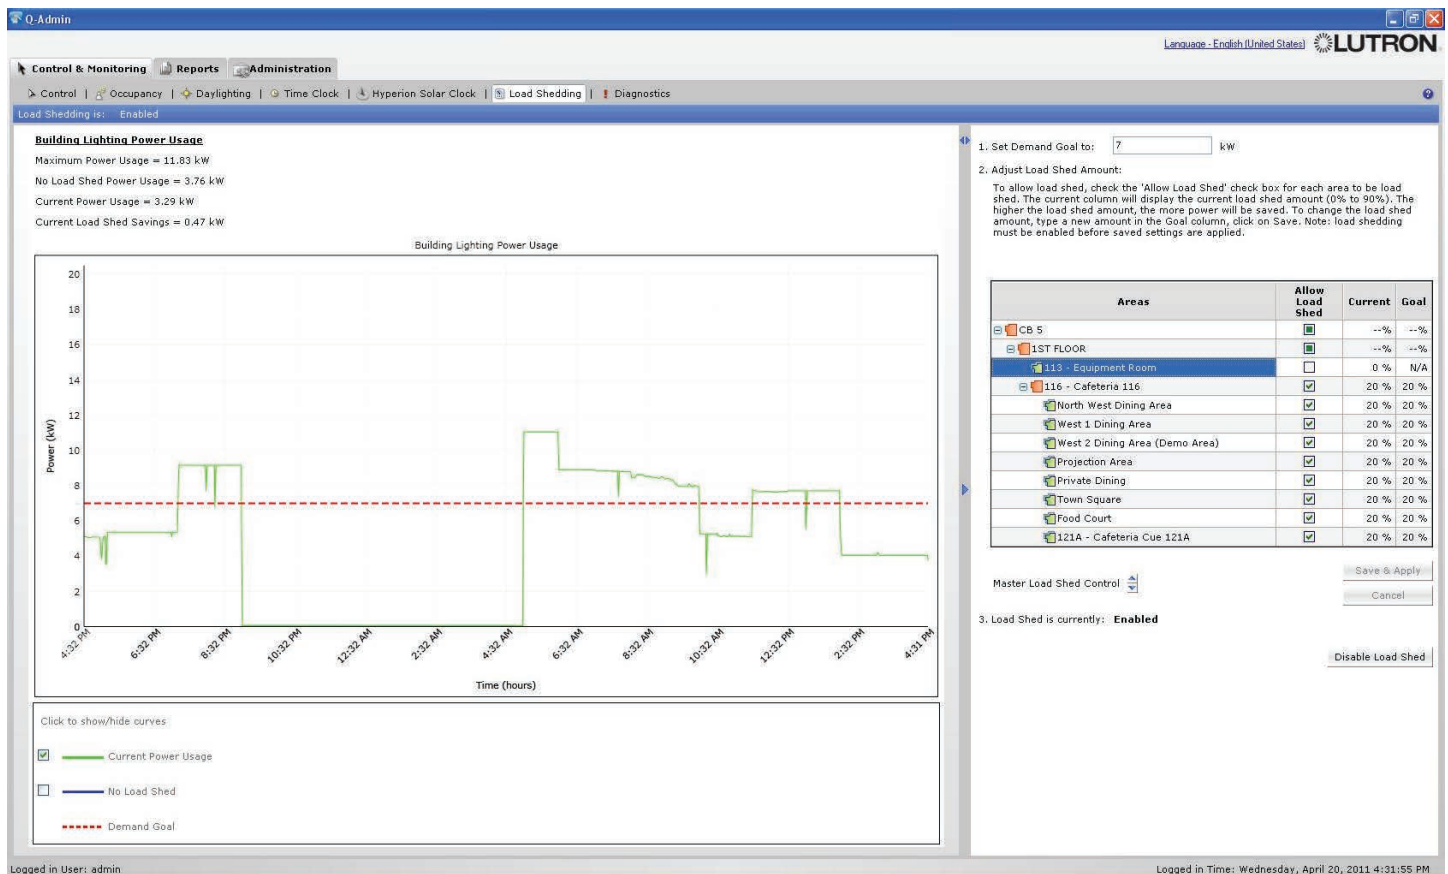 Q-Admin
Language - English (United States) LUTRON
Control & Monitoring Reports Administration
Control | Occupancy | Daylighting | Time Clock | Hyperion Solar Clock | Load Shedding | Diagnostics
Load Shedding is: Enabled
Building Lighting Power Usage
Maximum Power Usage = 11.83 kW
No Load Shed Power Usage = 3.76 kW
Current Power Usage = 3.29 kW
Current Load Shed Savings = 0.47 kW
Building Lighting Power Usage
20
18
16
14
12
10
8
6
4
2
0
Power (kW)
4:32 PM 6:32 PM 8:32 PM 10:32 PM 12:32 AM 2:32 AM 4:32 AM 6:32 AM 8:32 AM 10:32 AM 12:32 PM 2:32 PM 4:31 PM
Time (hours)
Click to show/hide curves
Current Power Usage
No Load Shed
Demand Goal
1. Set Demand Goal to: 7 kW
2. Adjust Load Shed Amount:
To allow load shed, check the 'Allow Load Shed' check box for each area to be load
shed. The current column will display the current load shed amount (0% to 90%). The
higher the load shed amount, the more power will be saved. To change the load shed
amount, type a new amount in the Goal column, click on Save. Note: load shedding
must be enabled before saved settings are applied.
Areas Allow Load Shed Current Goal
CB 5 --% --%
1ST FLOOR --% --%
113 - Equipment Room 0 % N/A
116 - Cafeteria 116 20 % 20 %
North West Dining Area 20 % 20 %
West 1 Dining Area 20 % 20 %
West 2 Dining Area (Demo Area) 20 % 20 %
Projection Area 20 % 20 %
Private Dining 20 % 20 %
Town Square 20 % 20 %
Food Court 20 % 20 %
121A - Cafeteria Cue 121A 20 % 20 %
Master Load Shed Control
Save & Apply
Cancel
3. Load Shed is currently: Enabled
Disable Load Shed
Logged in User: admin
Logged in Time: Wednesday, April 20, 2011 4:31:55 PM